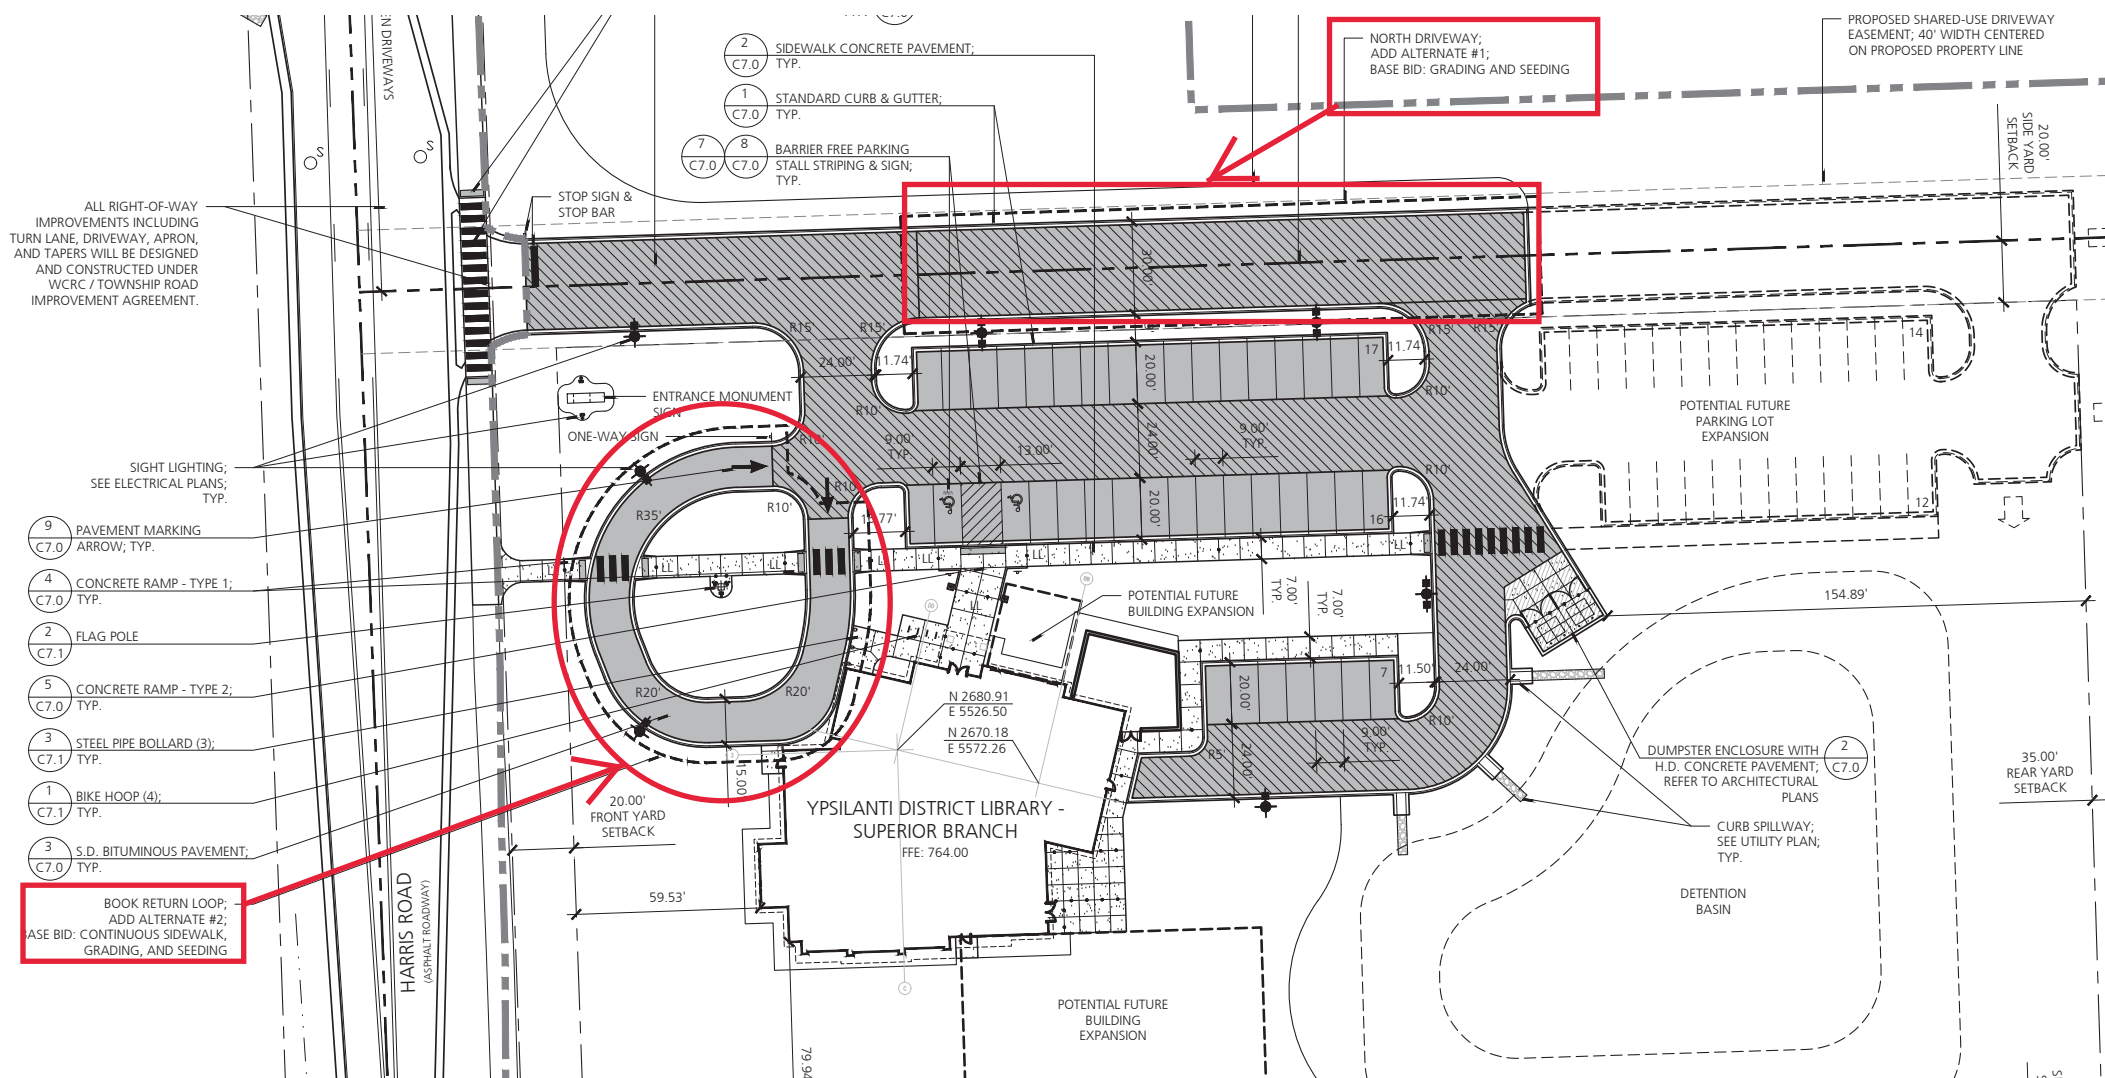 EN DRIVEWAYS
2
C7.0
SIDEWALK CONCRETE PAVEMENT;
TYP.
1
C7.0
STANDARD CURB & GUTTER;
TYP.
7
C7.0
8
C7.0
BARRIER FREE PARKING
STALL STRIPING & SIGN;
TYP.
NORTH DRIVEWAY;
ADD ALTERNATE #1;
BASE BID: GRADING AND SEEDING
PROPOSED SHARED-USE DRIVEWAY
EASEMENT; 40' WIDTH CENTERED
ON PROPOSED PROPERTY LINE
20.00'
SIDE YARD
SETBACK
S
S
ALL RIGHT-OF-WAY
IMPROVEMENTS INCLUDING
TURN LANE, DRIVEWAY, APRON,
AND TAPERS WILL BE DESIGNED
AND CONSTRUCTED UNDER
WCRC / TOWNSHIP ROAD
IMPROVEMENT AGREEMENT.
STOP SIGN &
STOP BAR
30.00'
R15'
R15'
R15'
R15'
24.00'
11.74'
20.00'
17
11.74'
14
ENTRANCE MONUMENT
SIGN
R10'
R10'
ONE-WAY SIGN
R10'
9.00'
TYP.
13.00'
24.00'
9.00'
TYP.
POTENTIAL FUTURE
PARKING LOT
EXPANSION
SIGHT LIGHTING;
SEE ELECTRICAL PLANS;
TYP.
R10'
R10'
R35'
R10'
20.00'
16
11.74'
12
9
C7.0
PAVEMENT MARKING
ARROW; TYP.
LL
LL
LL
LL
LL
LL
LL
4
C7.0
CONCRETE RAMP - TYPE 1;
TYP.
POTENTIAL FUTURE
BUILDING EXPANSION
7.00'
TYP.
7.00'
TYP.
154.89'
2
C7.1
FLAG POLE
LL
5
C7.0
CONCRETE RAMP - TYPE 2;
TYP.
R20'
R20'
N 2680.91
E 5526.50
N 2670.18
E 5572.26
20.00'
7
11.50'
24.00'
R10'
3
C7.1
STEEL PIPE BOLLARD (3);
TYP.
15.00'
R5'
24.00'
9.00'
TYP.
DUMPSTER ENCLOSURE WITH
H.D. CONCRETE PAVEMENT;
REFER TO ARCHITECTURAL
PLANS
2
C7.0
35.00'
REAR YARD
SETBACK
1
C7.1
BIKE HOOP (4);
TYP.
20.00'
FRONT YARD
SETBACK
YPSILANTI DISTRICT LIBRARY -
SUPERIOR BRANCH
FFE: 764.00
CURB SPILLWAY;
SEE UTILITY PLAN;
TYP.
3
C7.0
S.D. BITUMINOUS PAVEMENT;
TYP.
BOOK RETURN LOOP;
ADD ALTERNATE #2;
BASE BID: CONTINUOUS SIDEWALK,
GRADING, AND SEEDING
HARRIS ROAD
(ASPHALT ROADWAY)
59.53'
DETENTION
BASIN
C
POTENTIAL FUTURE
BUILDING
EXPANSION
79.94